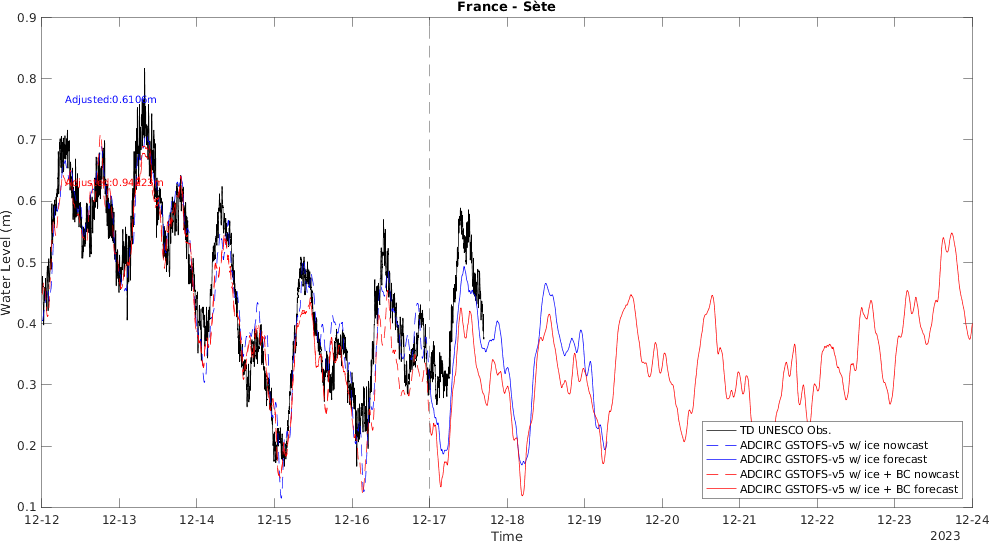 France - Sète
Water Level (m)
0.9
0.8
0.7
0.6
0.5
0.4
0.3
0.2
0.1
Adjusted:0.6106m
TD UNESCO Obs.
ADCIRC GSTOFS-v5 w/ ice nowcast
ADCIRC GSTOFS-v5 w/ ice forecast
ADCIRC GSTOFS-v5 w/ ice + BC nowcast
ADCIRC GSTOFS-v5 w/ ice + BC forecast
12-12 12-13 12-14 12-15 12-16 12-17 12-18 12-19 12-20 12-21 12-22 12-23 12-24
Time
2023